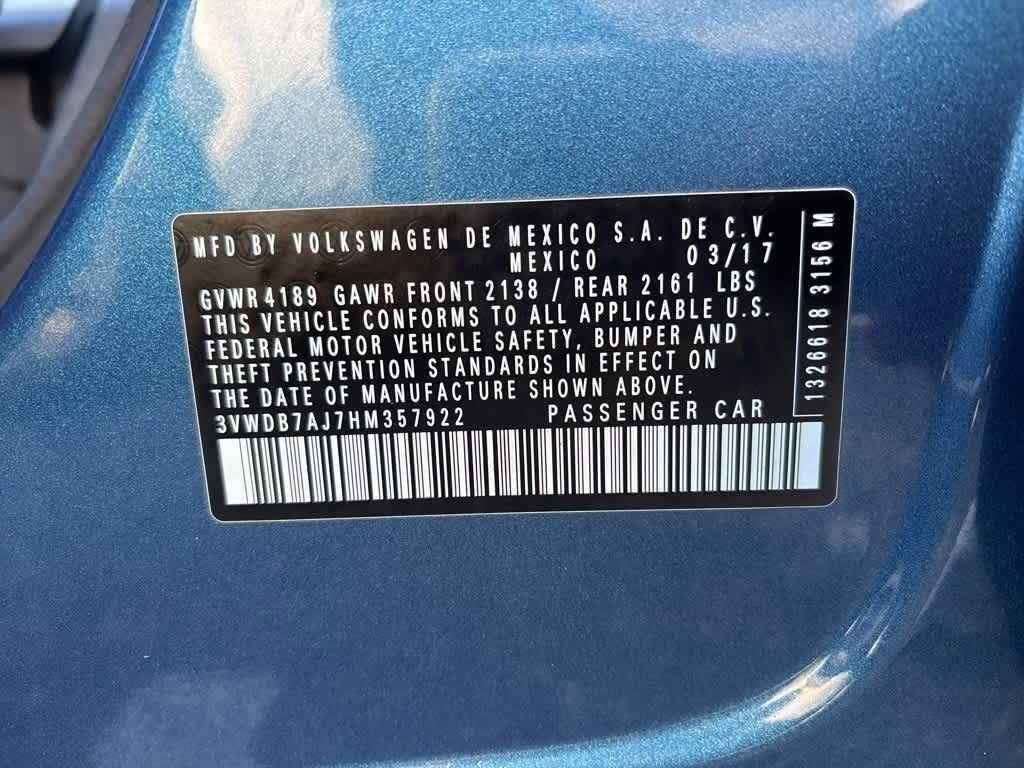 MFD BY VOLKSWAGEN DE MEXICO S.A. DE C.V.
MEXICO 03/17
GVWR 4189 GAWR FRONT 2138 / REAR 2161 LBS
THIS VEHICLE CONFORMS TO ALL APPLICABLE U.S.
FEDERAL MOTOR VEHICLE SAFETY, BUMPER AND
THEFT PREVENTION STANDARDS IN EFFECT ON
THE DATE OF MANUFACTURE SHOWN ABOVE.
3VWDB7AJ7HM357922 PASSENGER CAR
1326618 3156 M